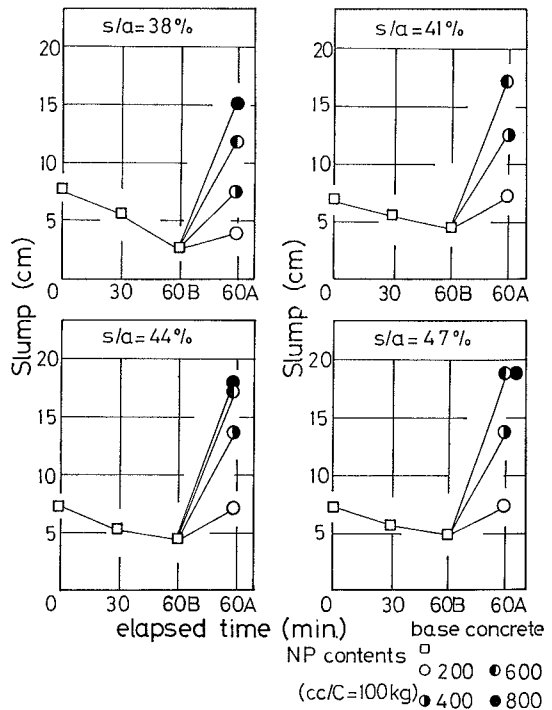 s/a=38%
s/a=41%
20
15
10
5
0
30
60B
60A
20
15
10
5
0
30
60B
60A
Slump (cm)
Slump (cm)
s/a=44%
s/a=47%
20
15
10
5
0
30
60B
60A
20
15
10
5
0
30
60B
60A
elapsed time (min.)
base concrete
NP contents
(cc/C=100kg)
200
600
400
800